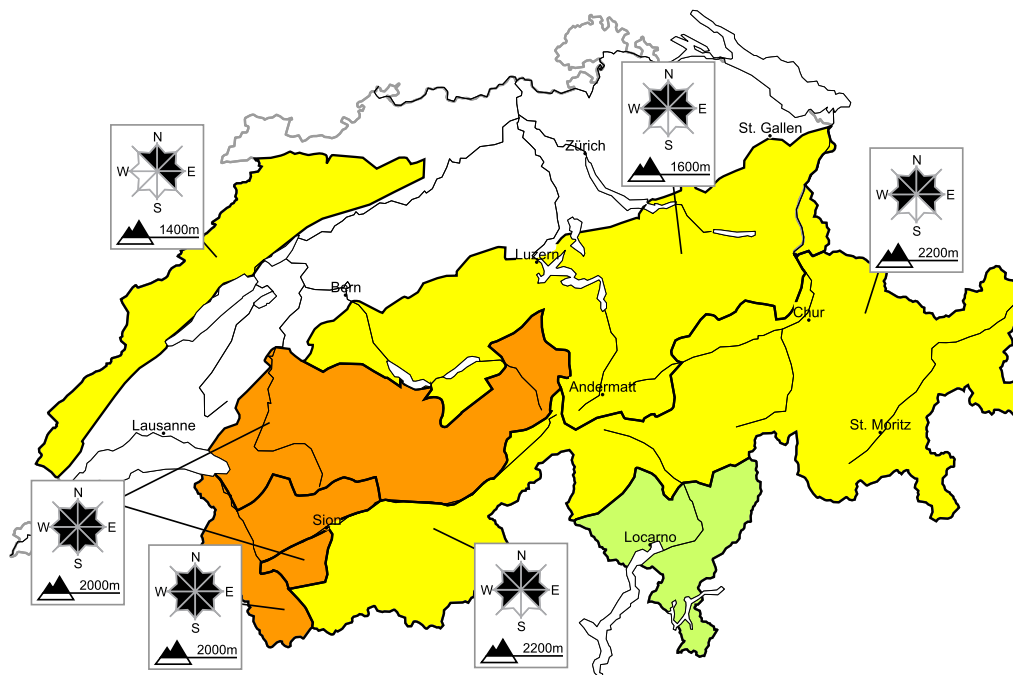 N
W E
S
1600m
St. Gallen
Zürich
N
W E
S
1400m
N
W E
S
2200m
Luzern
Bern
Chur
Andermatt
Lausanne
St. Moritz
N
W E
S
2000m
Sion
Locarno
N
W E
S
2000m
N
W E
S
2200m